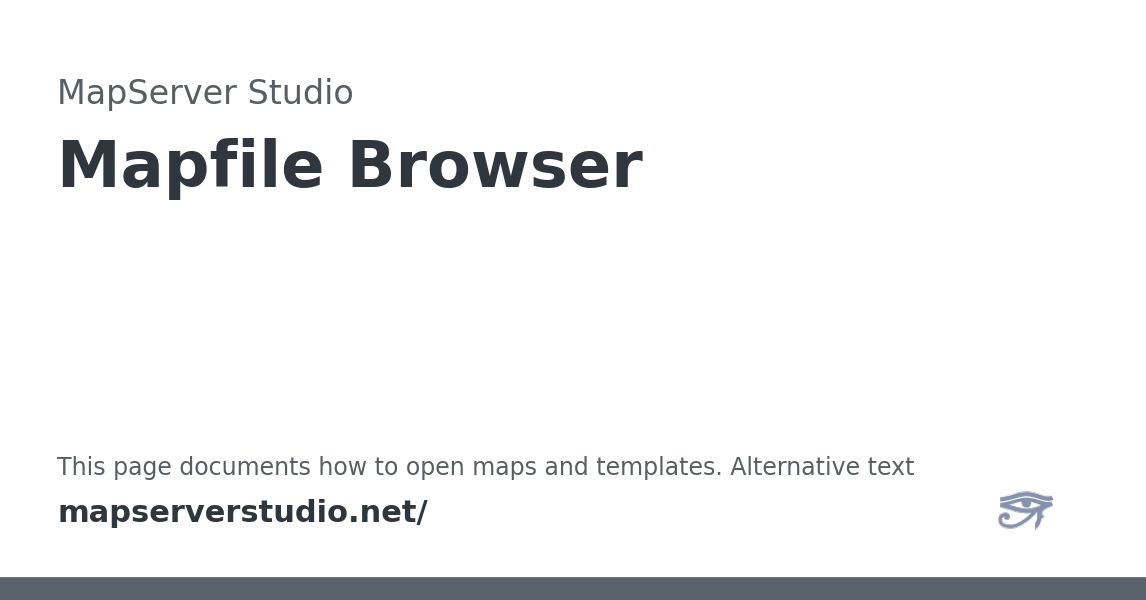 MapServer Studio
Mapfile Browser
This page documents how to open maps and templates. Alternative text
mapserverstudio.net/